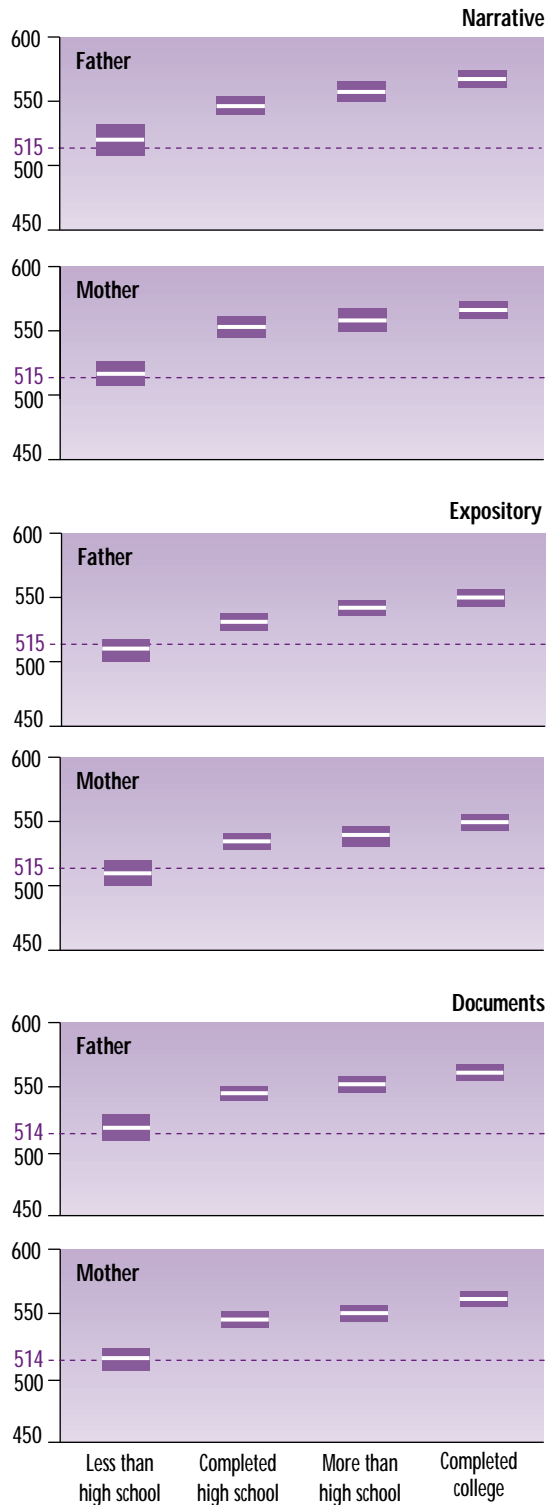 Narrative
600
Father
550
515
500
450
600
Mother
550
515
500
450
Expository
600
Father
550
515
500
450
600
Mother
550
515
500
450
Documents
600
Father
550
514
500
450
600
Mother
550
514
500
450
Less than
high school
Completed
high school
More than
high school
Completed
college